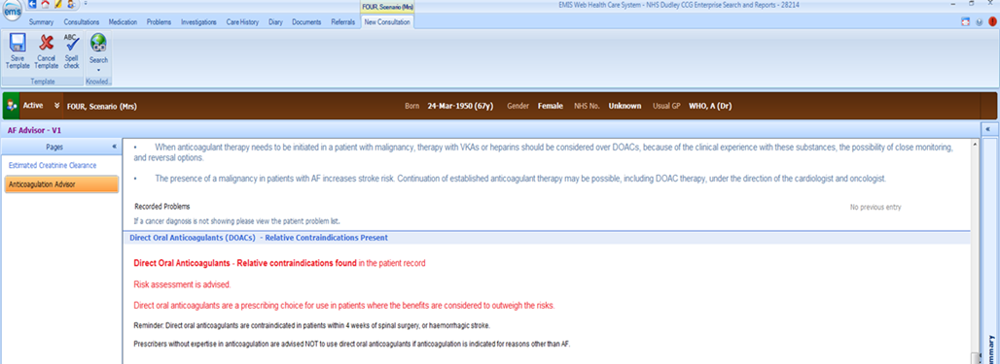 FOUR, Scenario (Mrs)
EMIS Web Health Care System - NHS Dudley CCG Enterprise Search and Reports - 28214
emis
Summary Consultations Medication Problems Investigations Care History Diary Documents Referrals New Consultation
ABC
Save Template
Cancel Template
Spell check
Search
Template
Knowled...
Active FOUR, Scenario (Mrs) Born 24-Mar-1950 (67y) Gender Female NHS No. Unknown Usual GP WHO, A (Dr)
AF Advisor - V1
Pages
Estimated Creatinine Clearance
Anticoagulation Advisor
• When anticoagulant therapy needs to be initiated in a patient with malignancy, therapy with VKAs or heparins should be considered over DOACs, because of the clinical experience with these substances, the possibility of close monitoring,
and reversal options.
• The presence of a malignancy in patients with AF increases stroke risk. Continuation of established anticoagulant therapy may be possible, including DOAC therapy, under the direction of the cardiologist and oncologist.
Recorded Problems No previous entry
If a cancer diagnosis is not showing please view the patient problem list.
Direct Oral Anticoagulants (DOACs) - Relative Contraindications Present
Direct Oral Anticoagulants - Relative contraindications found in the patient record
Risk assessment is advised.
Direct oral anticoagulants are a prescribing choice for use in patients where the benefits are considered to outweigh the risks.
Reminder: Direct oral anticoagulants are contraindicated in patients within 4 weeks of spinal surgery, or haemorrhagic stroke.
Prescribers without expertise in anticoagulation are advised NOT to use direct oral anticoagulants if anticoagulation is indicated for reasons other than AF.